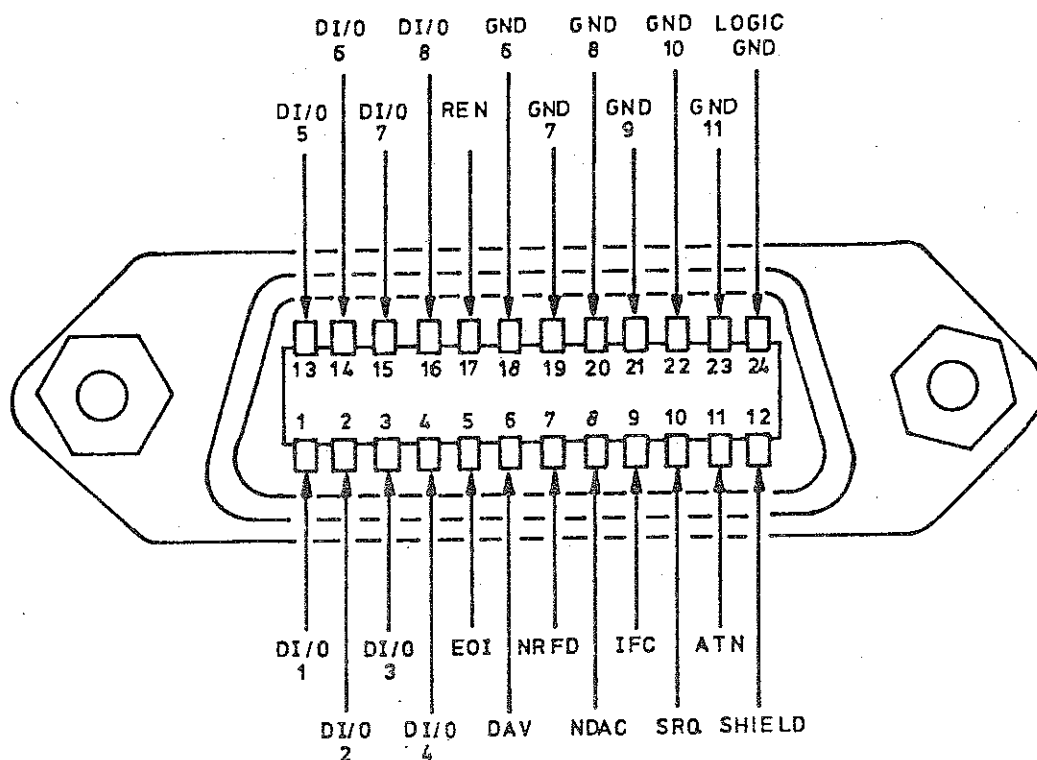 DI/O DI/O GND GND GND LOGIC
6 8 6 8 10 GND
DI/O DI/O REN GND GND GND
5 7 7 9 11
13 14 15 16 17 18 19 20 21 22 23 24
1 2 3 4 5 6 7 8 9 10 11 12
DI/O DI/O EOI NRFD IFC ATN
1 3
DI/O DI/O DAV NDAC SRQ SHIELD
2 4